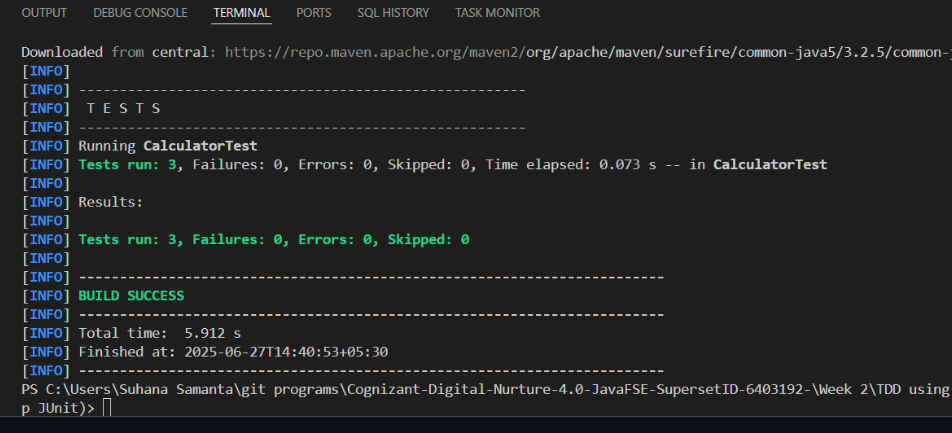 OUTPUT DEBUG CONSOLE TERMINAL PORTS SQL HISTORY TASK MONITOR
Downloaded from central: https://repo.maven.apache.org/maven2/org/apache/maven/surefire/common-java5/3.2.5/common-
[INFO]
[INFO] -------------------------------------------------------
[INFO]  T E S T S
[INFO] -------------------------------------------------------
[INFO] Running CalculatorTest
[INFO] Tests run: 3, Failures: 0, Errors: 0, Skipped: 0, Time elapsed: 0.073 s -- in CalculatorTest
[INFO]
[INFO] Results:
[INFO]
[INFO] Tests run: 3, Failures: 0, Errors: 0, Skipped: 0
[INFO]
[INFO] ------------------------------------------------------------------------
[INFO] BUILD SUCCESS
[INFO] ------------------------------------------------------------------------
[INFO] Total time:  5.912 s
[INFO] Finished at: 2025-06-27T14:40:53+05:30
[INFO] ------------------------------------------------------------------------
PS C:\Users\Suhana Samanta\git programs\Cognizant-Digital-Nurture-4.0-JavaFSE-SupersetID-6403192-\Week 2\TDD using
p JUnit)>